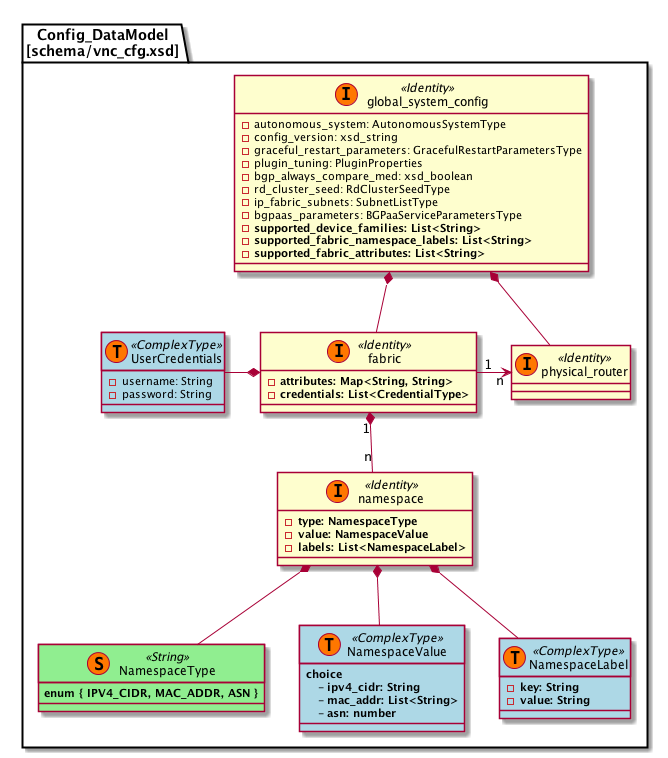 Config_DataModel
[schema/vnc_cfg.xsd]
I
«Identity»
global_system_config
autonomous_system: AutonomousSystemType
config_version: xsd_string
graceful_restart_parameters: GracefulRestartParametersType
plugin_tuning: PluginProperties
bgp_always_compare_med: xsd_boolean
rd_cluster_seed: RdClusterSeedType
ip_fabric_subnets: SubnetListType
bgpaas_parameters: BGPaaServiceParametersType
supported_device_families: List<String>
supported_fabric_namespace_labels: List<String>
supported_fabric_attributes: List<String>
T
«ComplexType»
UserCredentials
username: String
password: String
I
«Identity»
fabric
attributes: Map<String, String>
credentials: List<CredentialType>
1
n
I
«Identity»
physical_router
1
n
I
«Identity»
namespace
type: NamespaceType
value: NamespaceValue
labels: List<NamespaceLabel>
S
«String»
NamespaceType
enum { IPV4_CIDR, MAC_ADDR, ASN }
T
«ComplexType»
NamespaceValue
choice
- ipv4_cidr: String
- mac_addr: List<String>
- asn: number
T
«ComplexType»
NamespaceLabel
key: String
value: String